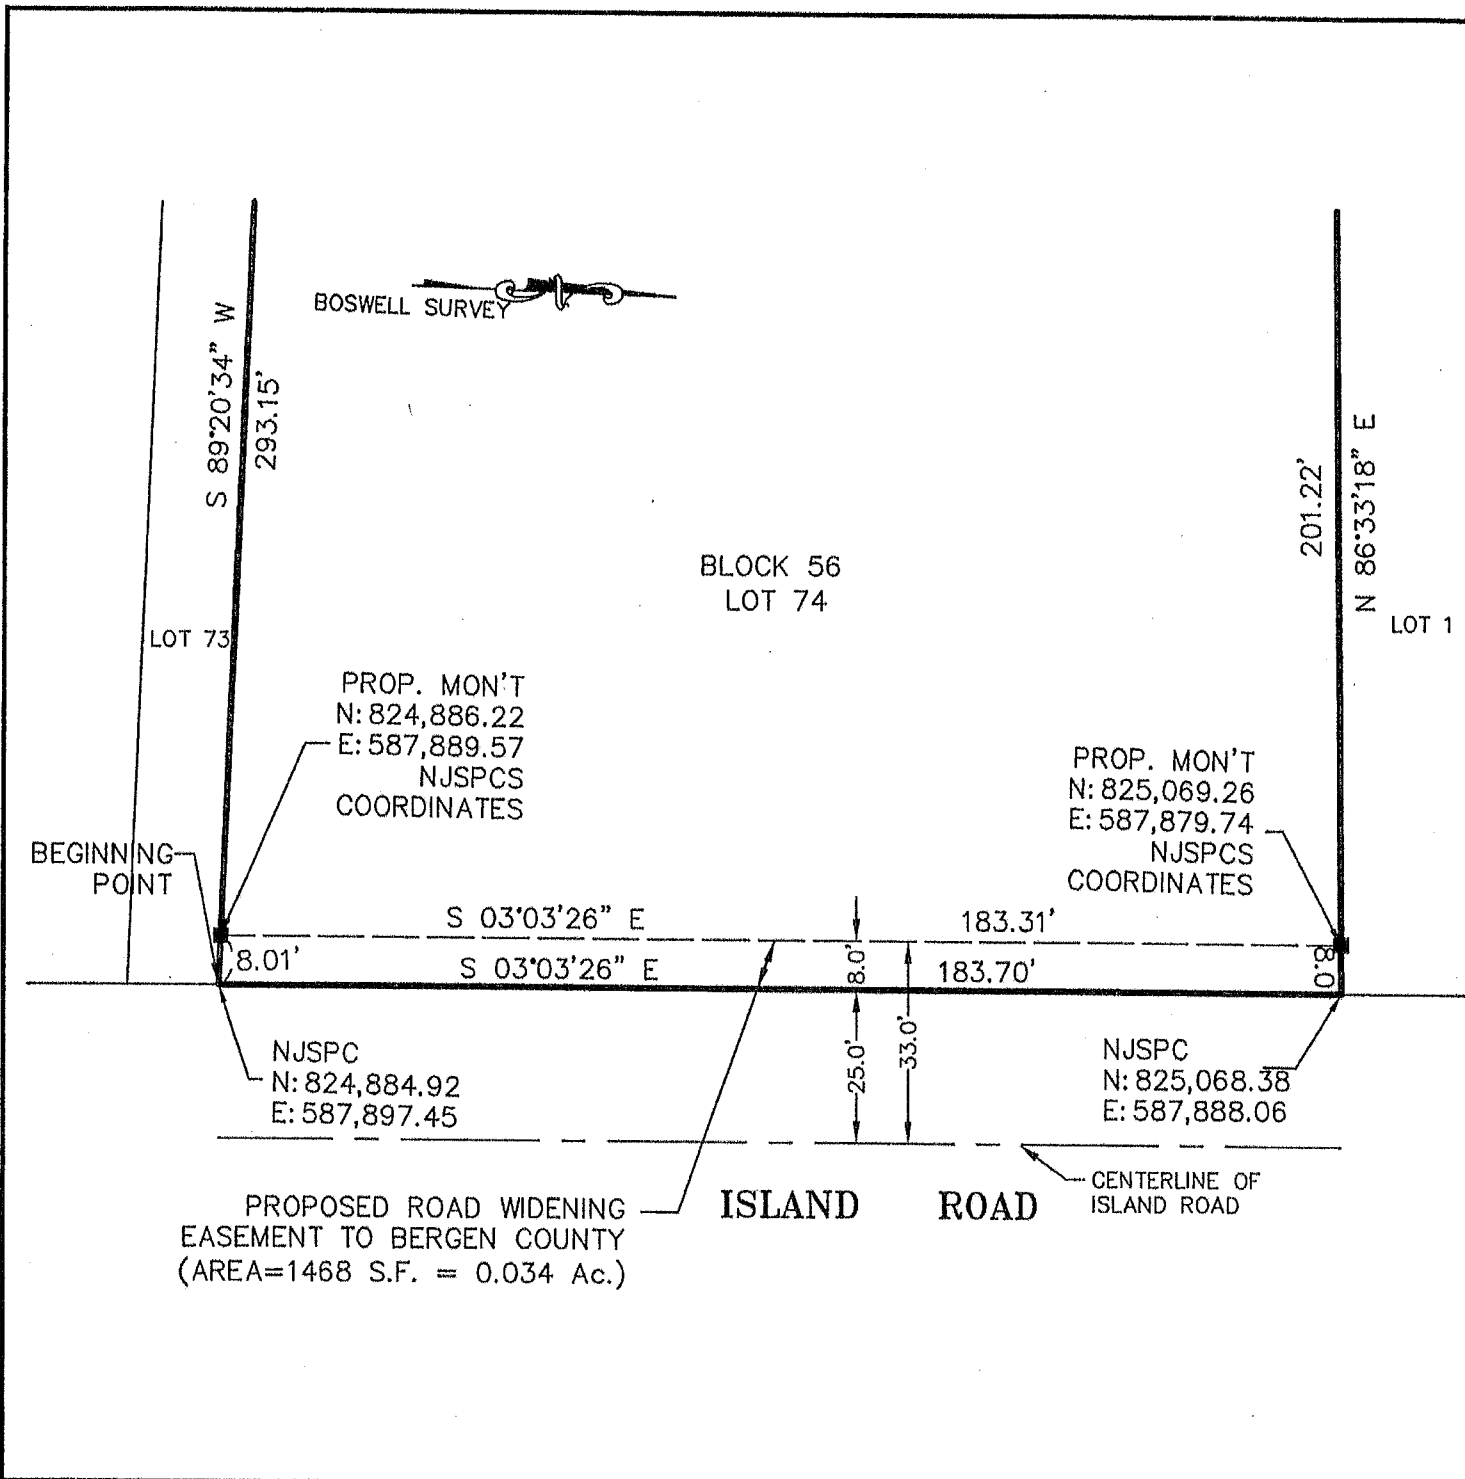 BOSWELL SURVEY
S 89°20'34" W
293.15'
201.22'
N 86°33'18" E
BLOCK 56
LOT 74
LOT 73
LOT 1
PROP. MON'T
N: 824,886.22
E: 587,889.57
NJSPCS
COORDINATES
PROP. MON'T
N: 825,069.26
E: 587,879.74
NJSPCS
COORDINATES
BEGINNING
POINT
S 03°03'26" E 183.31'
8.01'
S 03°03'26" E 183.70'
8.0'
8.0
25.0'
33.0'
NJSPC
N: 824,884.92
E: 587,897.45
NJSPC
N: 825,068.38
E: 587,888.06
CENTERLINE OF
ISLAND ROAD
ISLAND ROAD
PROPOSED ROAD WIDENING
EASEMENT TO BERGEN COUNTY
(AREA=1468 S.F. = 0.034 Ac.)